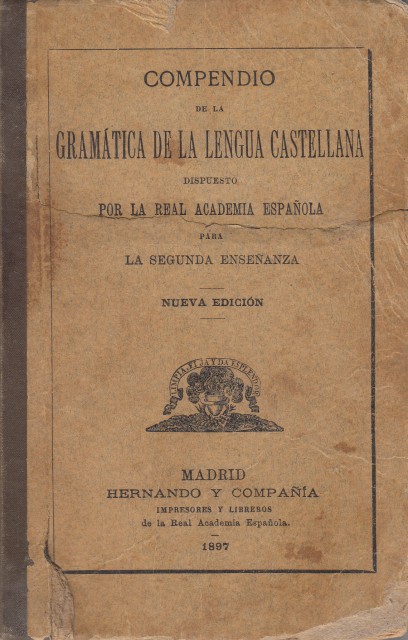 COMPENDIO
DE LA
GRAMÁTICA DE LA LENGUA CASTELLANA
DISPUESTO
POR LA REAL ACADEMIA ESPAÑOLA
PARA
LA SEGUNDA ENSEÑANZA
NUEVA EDICIÓN
LIMPIA, FIJA Y DA ESPLENDOR
MADRID
HERNANDO Y COMPAÑÍA
IMPRESORES Y LIBREROS
de la Real Academia Española.
1897